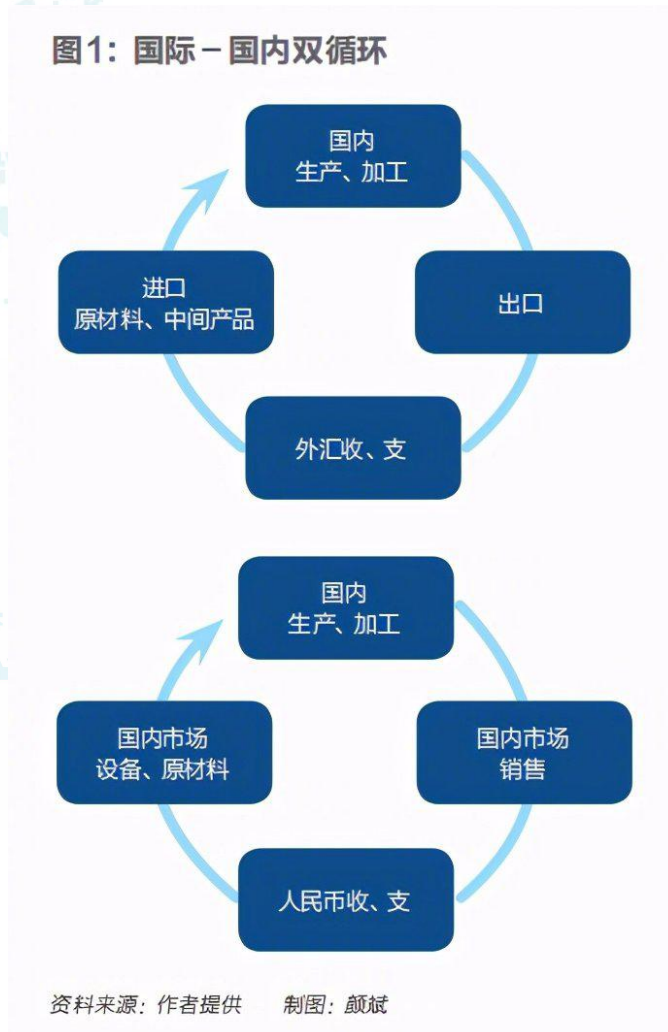 图1：国际－国内双循环
国内
生产、加工
进口
原材料、中间产品
出口
外汇收、支
国内
生产、加工
国内市场
设备、原材料
国内市场
销售
人民币收、支
资料来源：作者提供 制图：颜斌